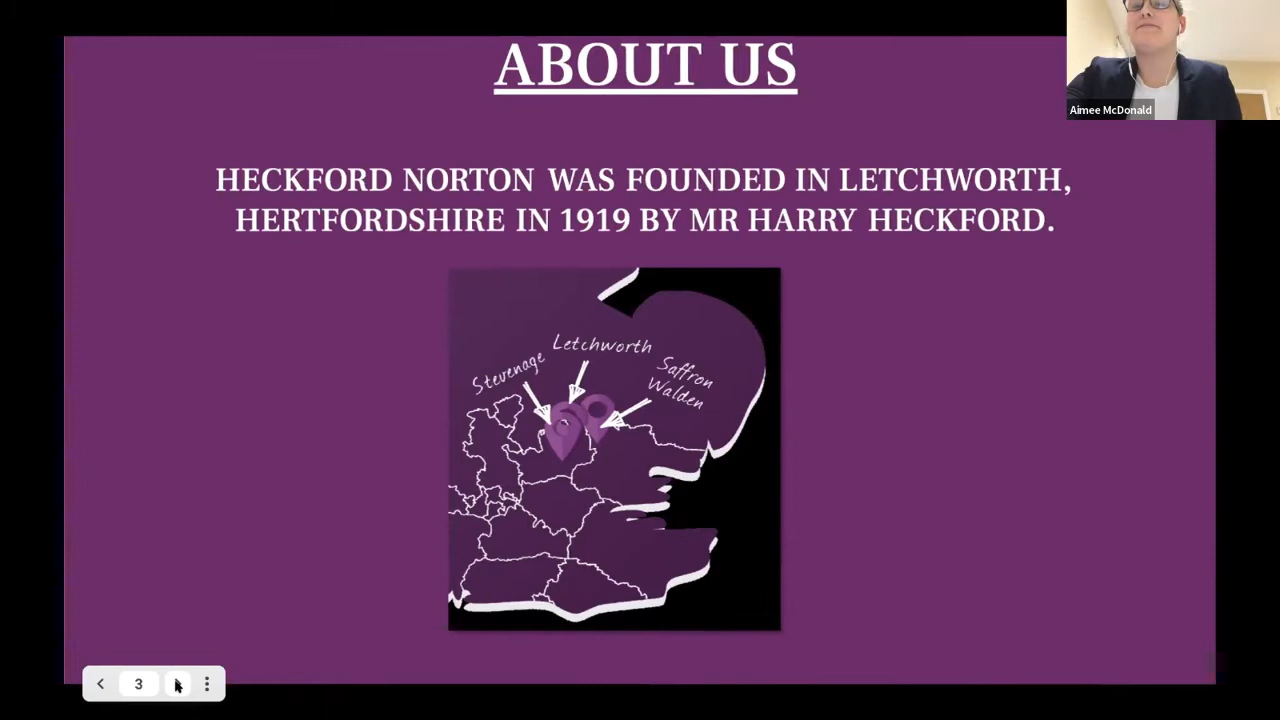 ABOUT US
Aimee McDonald
HECKFORD NORTON WAS FOUNDED IN LETCHWORTH,
HERTFORDSHIRE IN 1919 BY MR HARRY HECKFORD.
Letchworth
Stevenage
Saffron
Walden
3